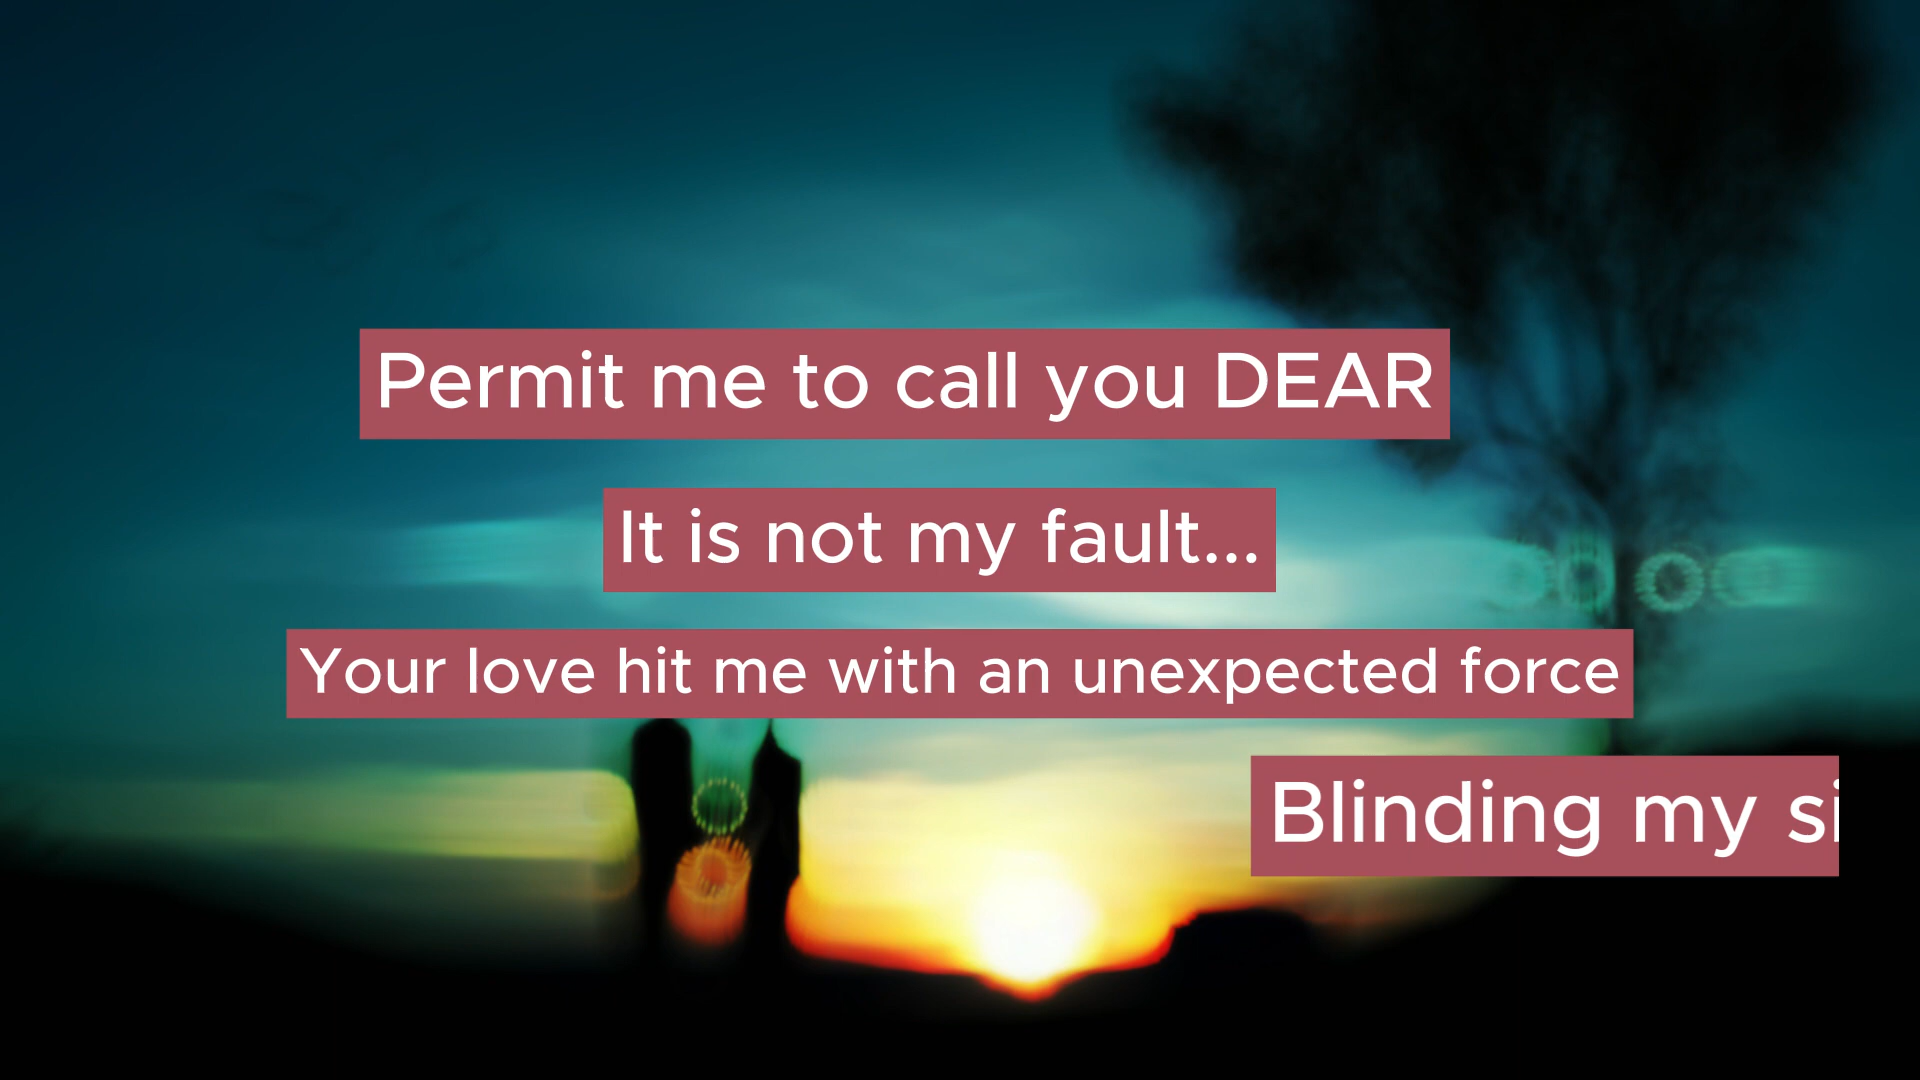 Permit me to call you DEAR
It is not my fault...
Your love hit me with an unexpected force
Blinding my